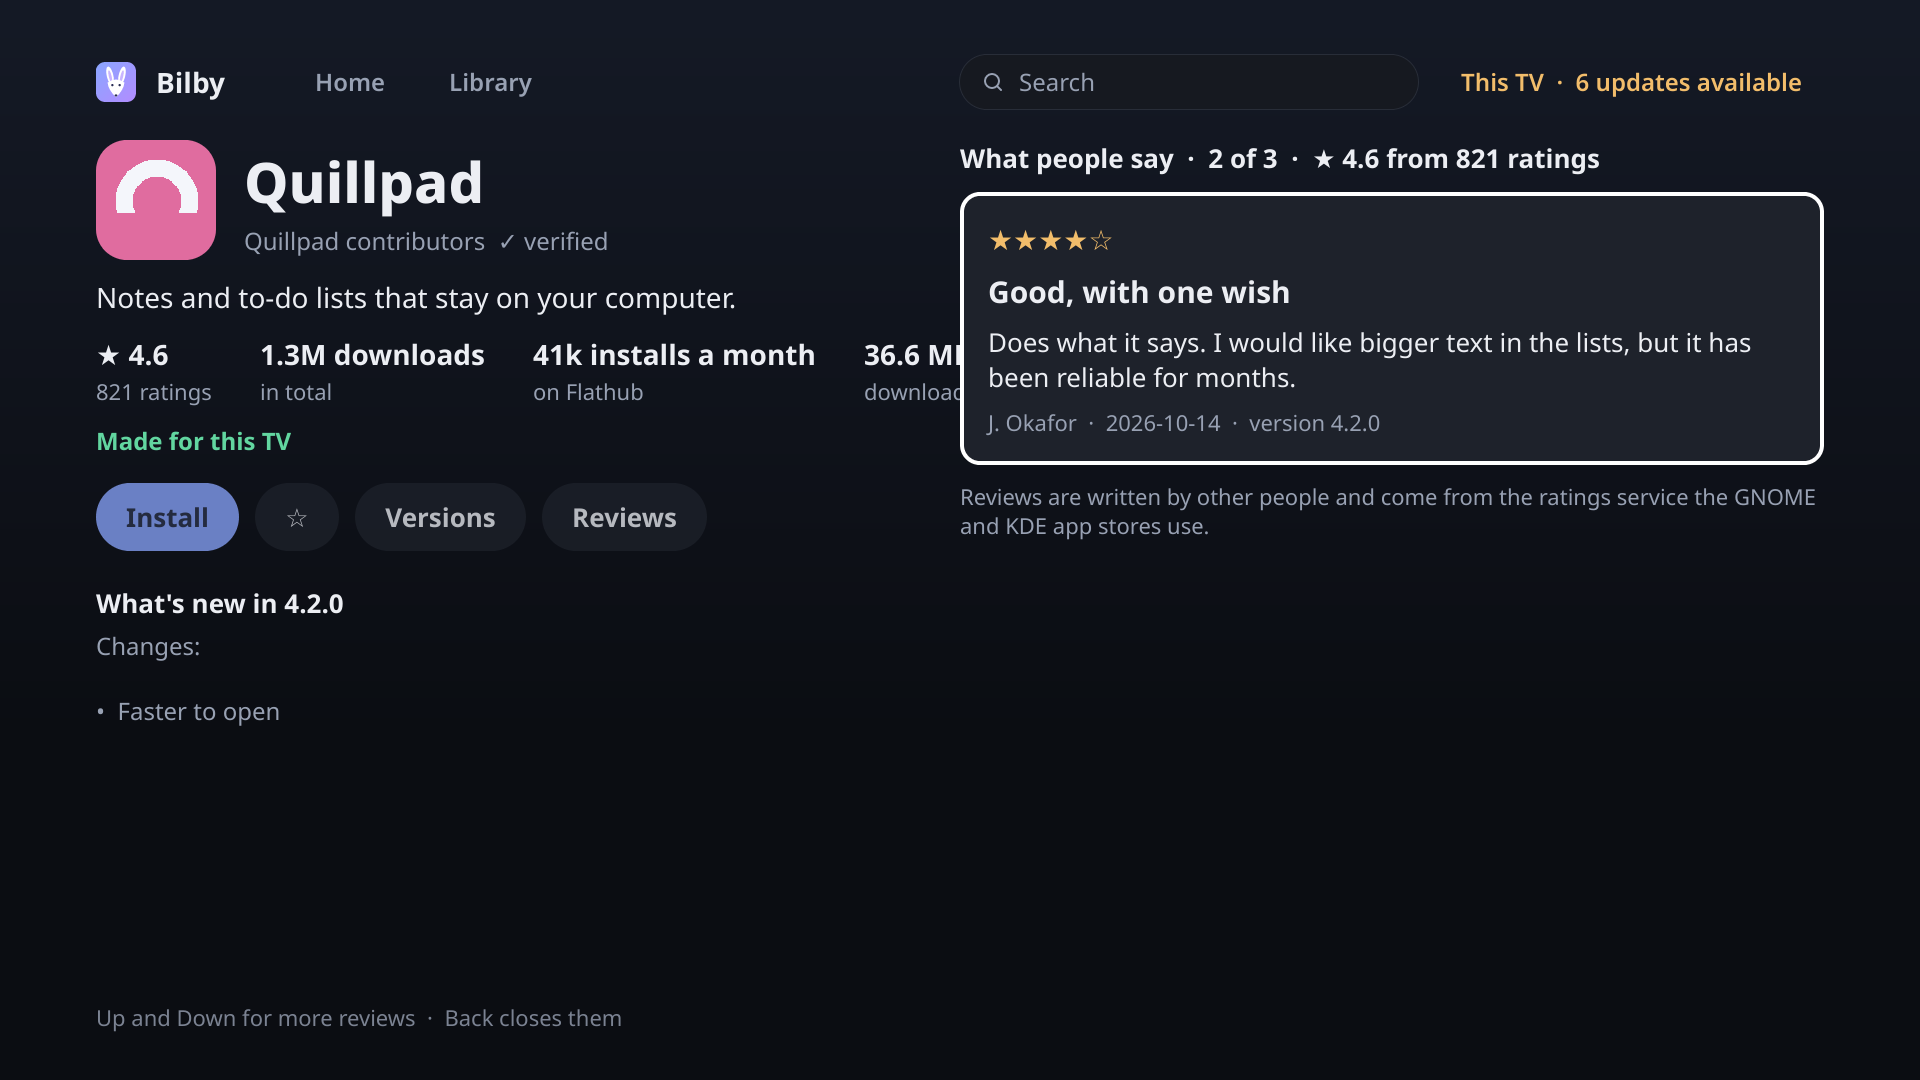 Bilby
Home
Library
Search
This TV · 6 updates available
Quillpad
Quillpad contributors ✓ verified
Notes and to-do lists that stay on your computer.
★ 4.6
821 ratings
1.3M downloads
in total
41k installs a month
on Flathub
36.6
Made for this TV
Install
☆
Versions
Reviews
What's new in 4.2.0
Changes:
• Faster to open
What people say · 2 of 3 · ★ 4.6 from 821 ratings
★★★★☆
Good, with one wish
Does what it says. I would like bigger text in the lists, but it has
been reliable for months.
J. Okafor · 2026-10-14 · version 4.2.0
Reviews are written by other people and come from the ratings service the GNOME
and KDE app stores use.
Up and Down for more reviews · Back closes them